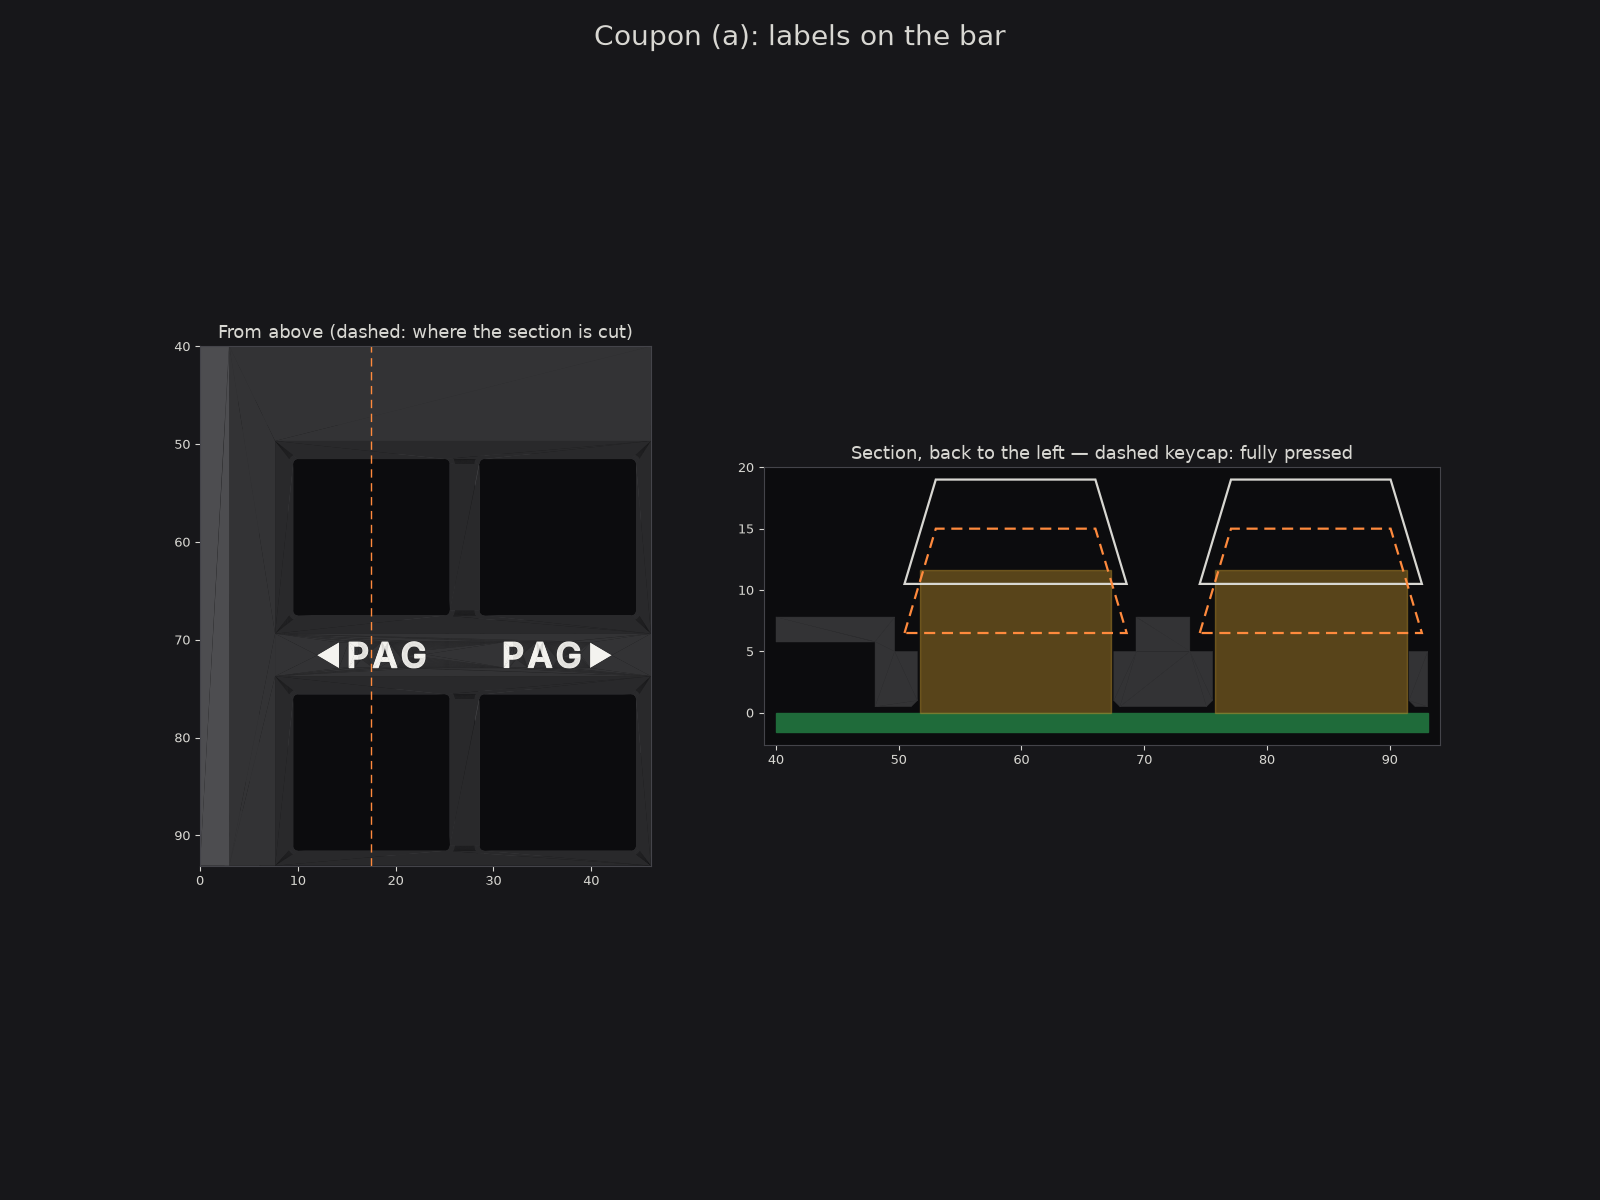 Coupon (a): labels on the bar
From above (dashed: where the section is cut)
40
50
60
70
80
90
◀PAG PAG▶
0 10 20 30 40
Section, back to the left — dashed keycap: fully pressed
20
15
10
5
0
40 50 60 70 80 90